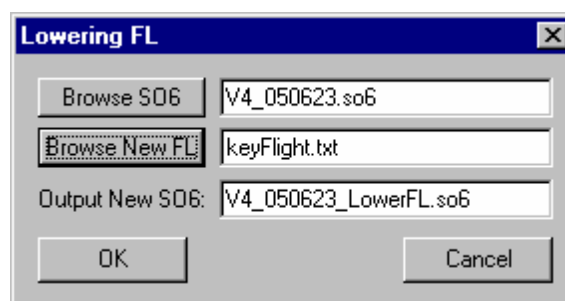 Lowering FL
Browse SO6 V4_050623.so6
Browse New FL keyFlight.txt
Output New SO6: V4_050623_LowerFL.so6
OK Cancel